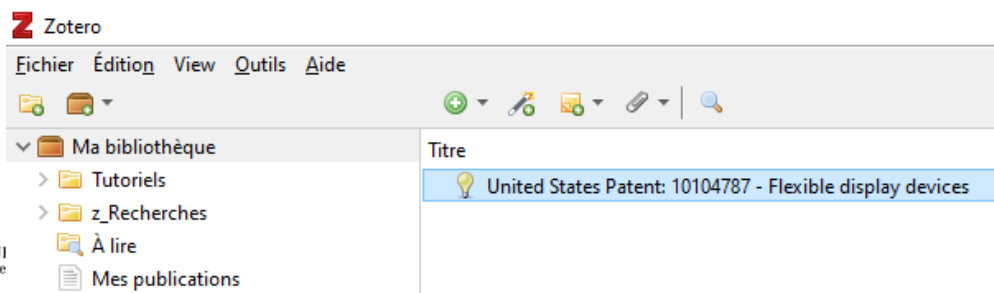 Zotero
Fichier Édition View Outils Aide
Ma bibliothèque
Titre
Tutoriels
United States Patent: 10104787 - Flexible display devices
z_Recherches
À lire
Mes publications